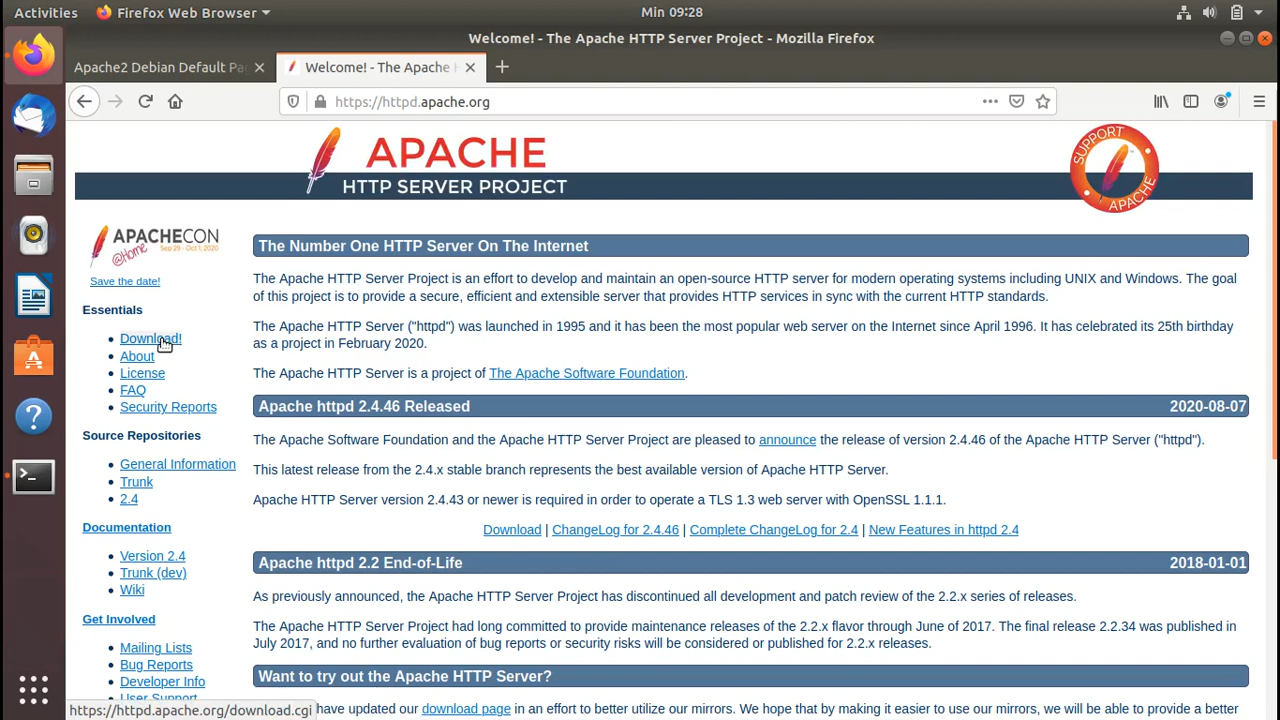 Activities
Firefox Web Browser
Min 09:28
Welcome! - The Apache HTTP Server Project - Mozilla Firefox
Apache2 Debian Default Pa
Welcome! - The Apache H
https://httpd.apache.org
APACHE
HTTP SERVER PROJECT
SUPPORT
APACHE
APACHECON
@Home
Sep 29 - Oct 1, 2020
Save the date!
Essentials
Download!
About
License
FAQ
Security Reports
Source Repositories
General Information
Trunk
2.4
Documentation
Version 2.4
Trunk (dev)
Wiki
Get Involved
Mailing Lists
Bug Reports
Developer Info
User Support
The Number One HTTP Server On The Internet
The Apache HTTP Server Project is an effort to develop and maintain an open-source HTTP server for modern operating systems including UNIX and Windows. The goal
of this project is to provide a secure, efficient and extensible server that provides HTTP services in sync with the current HTTP standards.
The Apache HTTP Server ("httpd") was launched in 1995 and it has been the most popular web server on the Internet since April 1996. It has celebrated its 25th birthday
as a project in February 2020.
The Apache HTTP Server is a project of The Apache Software Foundation.
Apache httpd 2.4.46 Released 2020-08-07
The Apache Software Foundation and the Apache HTTP Server Project are pleased to announce the release of version 2.4.46 of the Apache HTTP Server ("httpd").
This latest release from the 2.4.x stable branch represents the best available version of Apache HTTP Server.
Apache HTTP Server version 2.4.43 or newer is required in order to operate a TLS 1.3 web server with OpenSSL 1.1.1.
Download | ChangeLog for 2.4.46 | Complete ChangeLog for 2.4 | New Features in httpd 2.4
Apache httpd 2.2 End-of-Life 2018-01-01
As previously announced, the Apache HTTP Server Project has discontinued all development and patch review of the 2.2.x series of releases.
The Apache HTTP Server Project had long committed to provide maintenance releases of the 2.2.x flavor through June of 2017. The final release 2.2.34 was published in
July 2017, and no further evaluation of bug reports or security risks will be considered or published for 2.2.x releases.
Want to try out the Apache HTTP Server?
have updated our download page in an effort to better utilize our mirrors. We hope that by making it easier to use our mirrors, we will be able to provide a better
https://httpd.apache.org/download.cgi